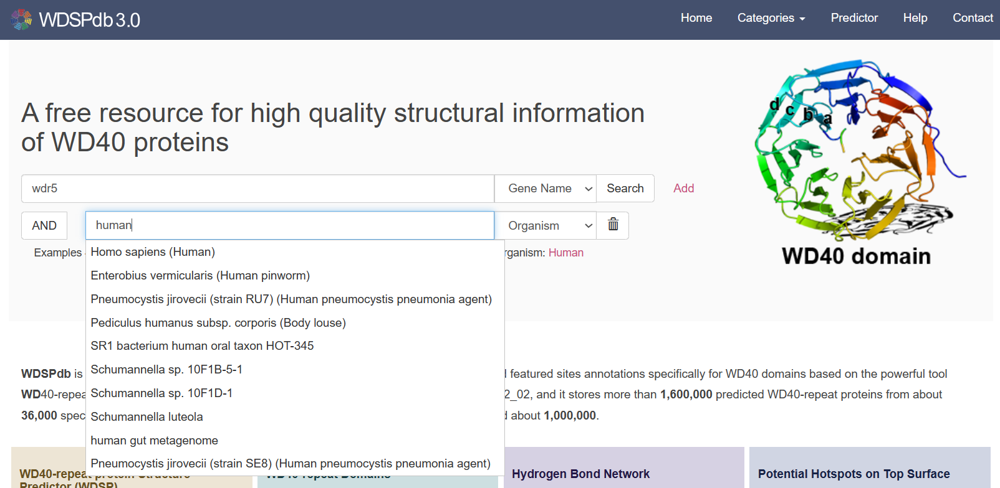 WDSPdb 3.0
Home Categories Predictor Help Contact
A free resource for high quality structural information
of WD40 proteins
wdr5 Gene Name Search Add
AND human Organism
Examples rganism: Human
Homo sapiens (Human)
Enterobius vermicularis (Human pinworm)
Pneumocystis jirovecii (strain RU7) (Human pneumocystis pneumonia agent)
Pediculus humanus subsp. corporis (Body louse)
SR1 bacterium human oral taxon HOT-345
Schumannella sp. 10F1B-5-1
Schumannella sp. 10F1D-1
Schumannella luteola
human gut metagenome
Pneumocystis jirovecii (strain SE8) (Human pneumocystis pneumonia agent)
d c b a
WD40 domain
WDSPdb is featured sites annotations specifically for WD40 domains based on the powerful tool
WD40-repea 2_02, and it stores more than 1,600,000 predicted WD40-repeat proteins from about
36,000 spec about 1,000,000.
WD40-repeat protein Structure
Predictor (WDSP)
WD40-repeat Domains
Hydrogen Bond Network
Potential Hotspots on Top Surface